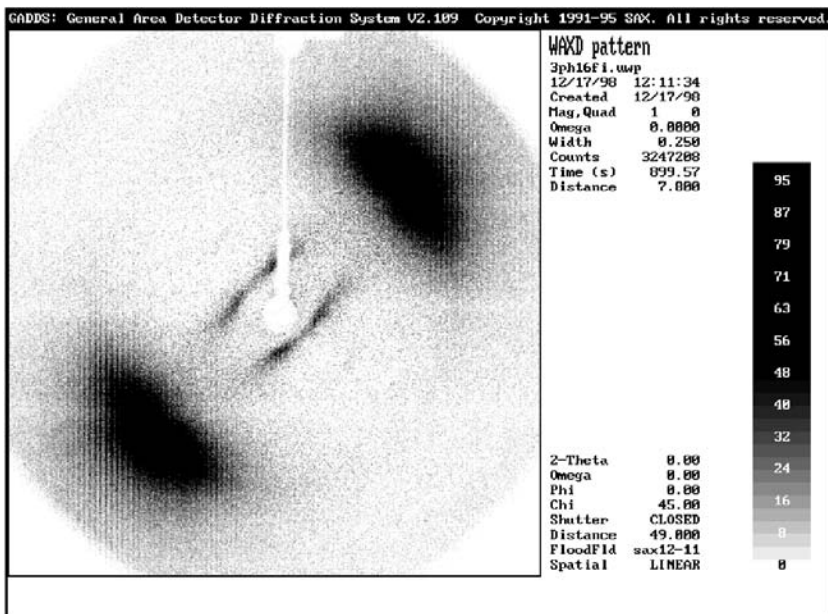 GADDS: General Area Detector Diffraction System V2.109 Copyright 1991-95 SAX. All rights reserved.
WAXD pattern
3ph16fi.uwp
12/17/98 12:11:34
Created 12/17/98
Mag,Quad 1 0
Omega 0.0000
Width 0.250
Counts 3247208
Time (s) 899.57
Distance 7.800
95
87
79
71
63
56
48
40
32
24
16
8
0
2-Theta 0.00
Omega 0.00
Phi 0.00
Chi 45.00
Shutter CLOSED
Distance 49.000
FloodFld sax12-11
Spatial LINEAR